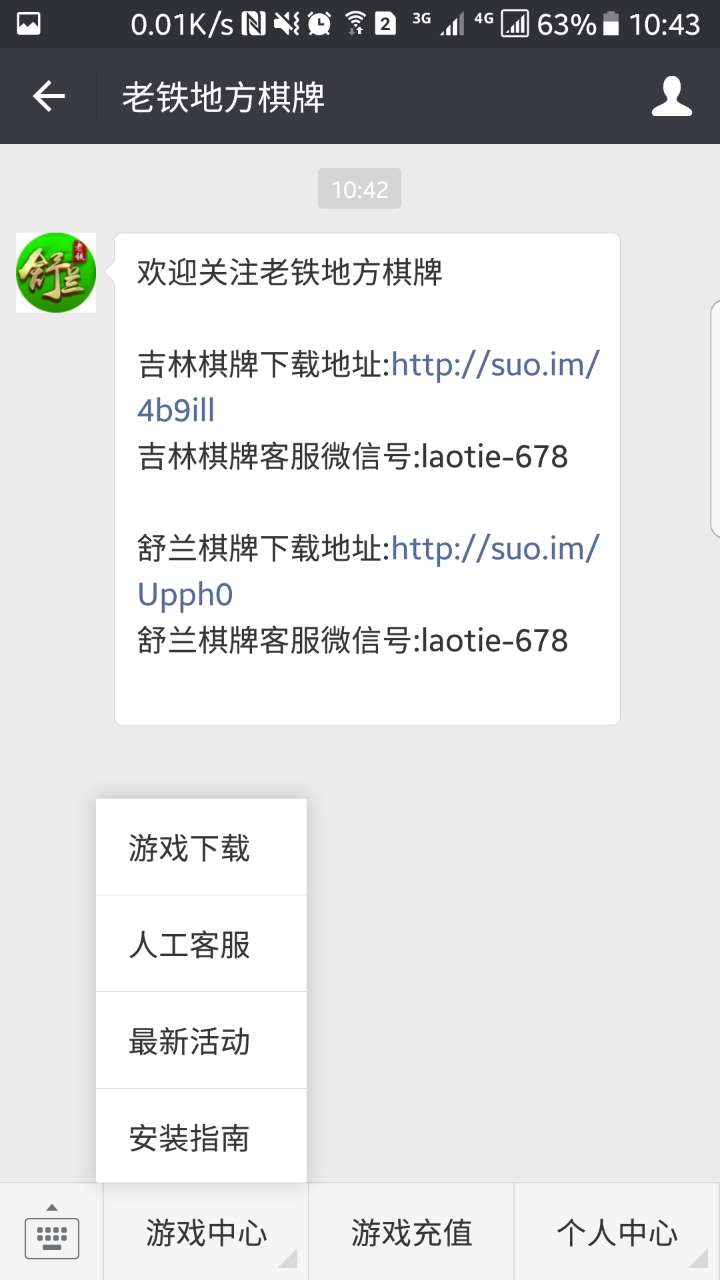 0.01K/s 2 3G 4G 63% 10:43
老铁地方棋牌
10:42
老铁
舒兰
欢迎关注老铁地方棋牌
吉林棋牌下载地址:http://suo.im/
4b9ill
吉林棋牌客服微信号:laotie-678
舒兰棋牌下载地址:http://suo.im/
Upph0
舒兰棋牌客服微信号:laotie-678
游戏下载
人工客服
最新活动
安装指南
游戏中心
游戏充值
个人中心